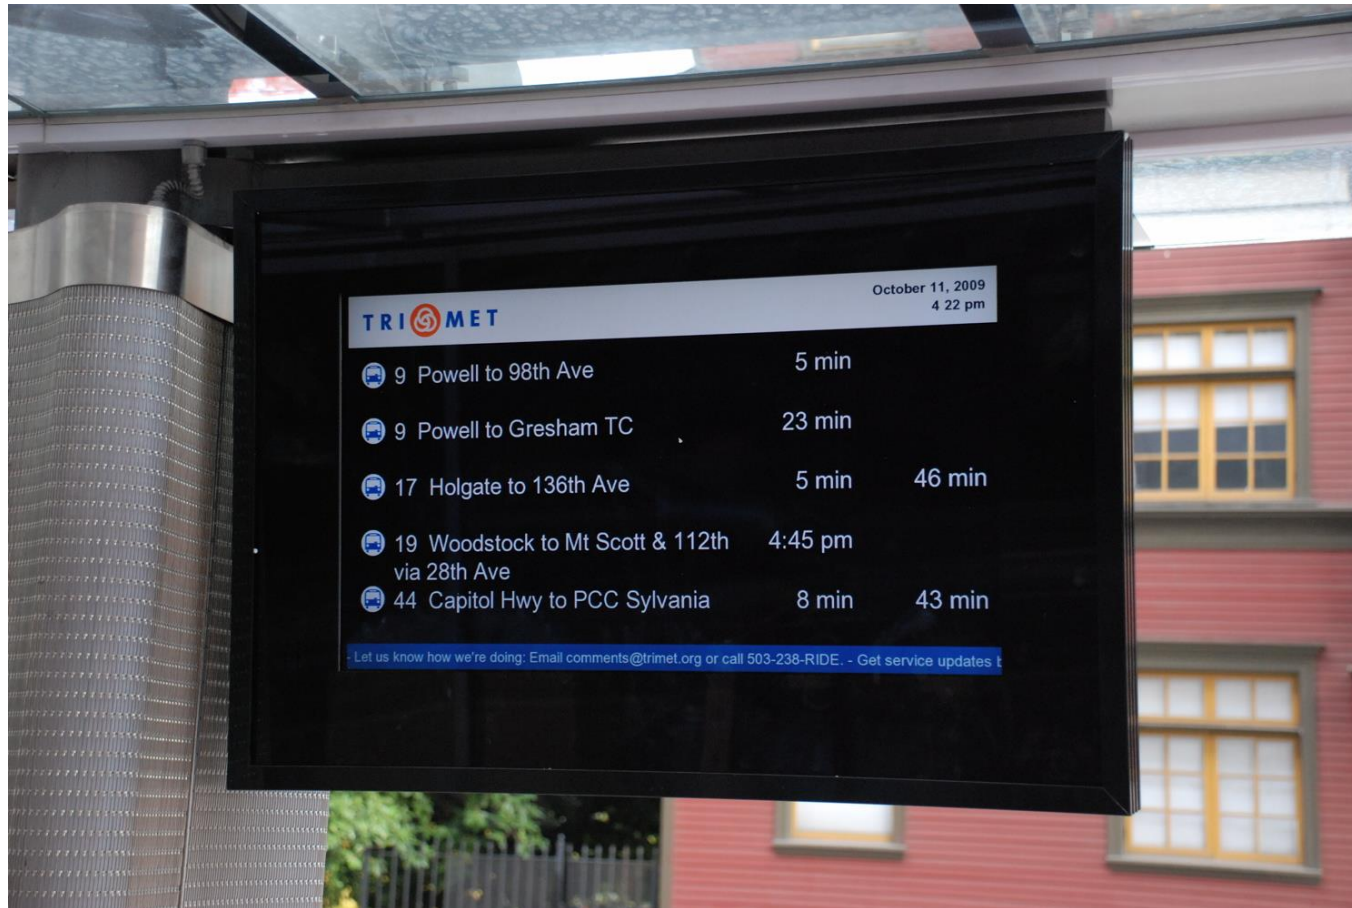 TRI MET
October 11, 2009
4 22 pm
9 Powell to 98th Ave 5 min
9 Powell to Gresham TC 23 min
17 Holgate to 136th Ave 5 min 46 min
19 Woodstock to Mt Scott & 112th 4:45 pm
via 28th Ave
44 Capitol Hwy to PCC Sylvania 8 min 43 min
- Let us know how we're doing: Email comments@trimet.org or call 503-238-RIDE. - Get service updates